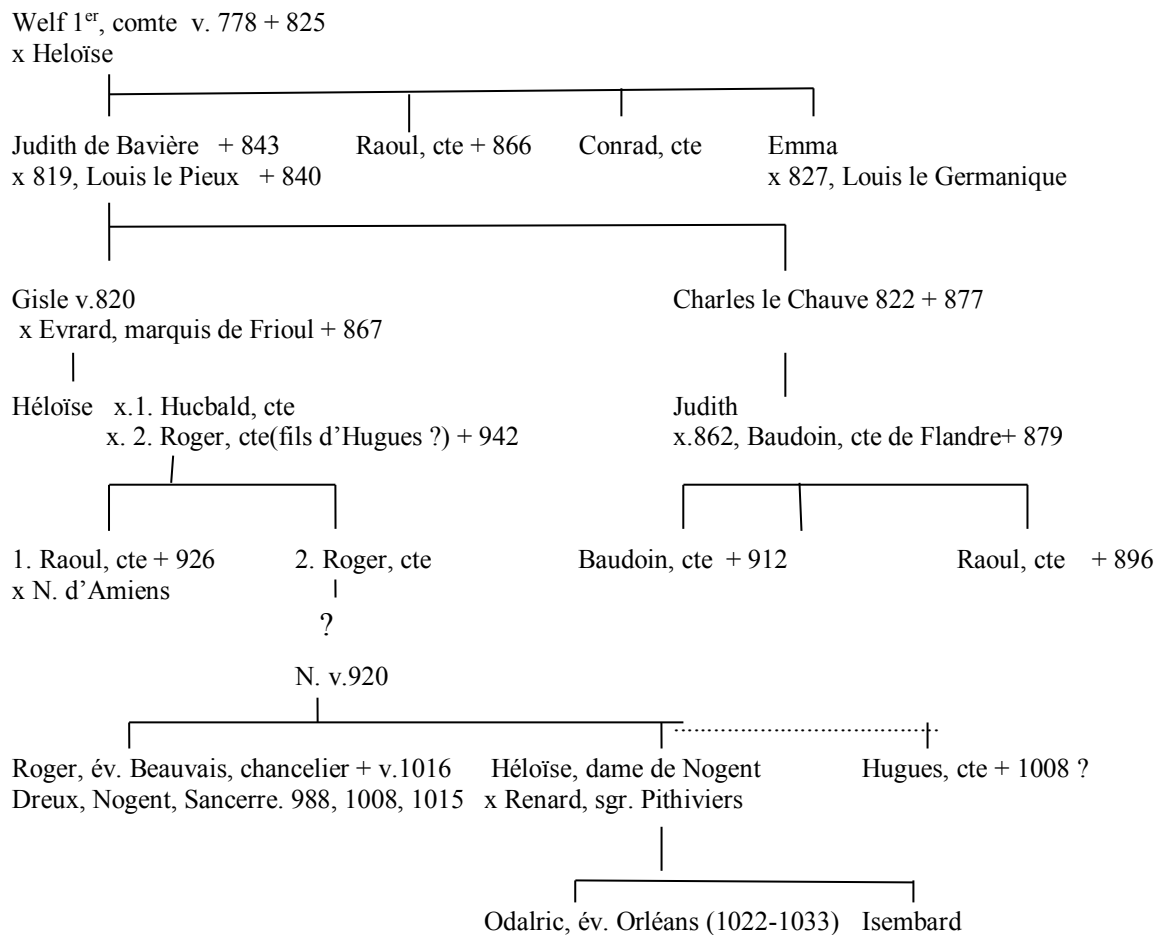 Welf 1er, comte v. 778 + 825
x Heloïse
Judith de Bavière + 843 Raoul, cte + 866 Conrad, cte Emma
x 819, Louis le Pieux + 840 x 827, Louis le Germanique
Gisle v.820 Charles le Chauve 822 + 877
x Evrard, marquis de Frioul + 867
Héloïse x.1. Hucbald, cte Judith
x. 2. Roger, cte(fils d'Hugues ?) + 942 x.862, Baudoin, cte de Flandre+ 879
1. Raoul, cte + 926 2. Roger, cte Baudoin, cte + 912 Raoul, cte + 896
x N. d'Amiens
?
N. v.920
Roger, év. Beauvais, chancelier + v.1016 Héloïse, dame de Nogent Hugues, cte + 1008 ?
Dreux, Nogent, Sancerre. 988, 1008, 1015 x Renard, sgr. Pithiviers
Odalric, év. Orléans (1022-1033) Isembard